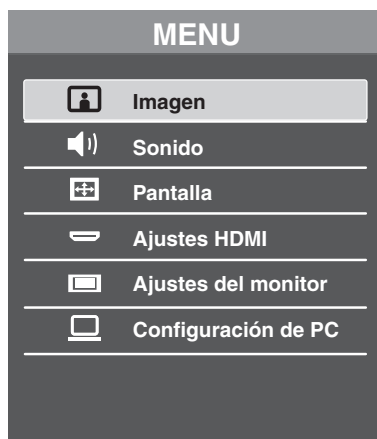 MENU
Imagen
Sonido
Pantalla
Ajustes HDMI
Ajustes del monitor
Configuración de PC